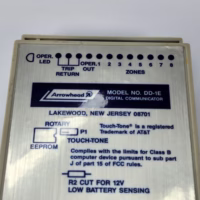 OPER. TRIP OPER.1 1 2 3 4 5 6 7 8
LED RETURN OUT ZONES
Arrowhead MODEL NO. DD-1E
DIGITAL COMMUNICATOR
LAKEWOOD, NEW JERSEY 08701
ROTARY Touch-Tone® is a registered
P1 Trademark of AT&T
EEPROM TOUCH-TONE
Complies with the limits for Class B
computer device pursuant to sub part
J of part 15 of FCC rules.
R2 CUT FOR 12V
LOW BATTERY SENSING